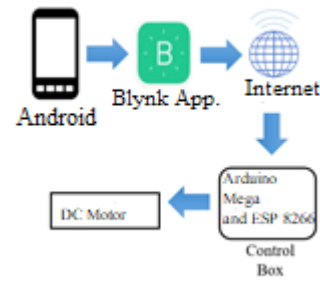 B
Android
Blynk App.
Internet
Arduino
Mega
and ESP 8266
DC Motor
Control
Box